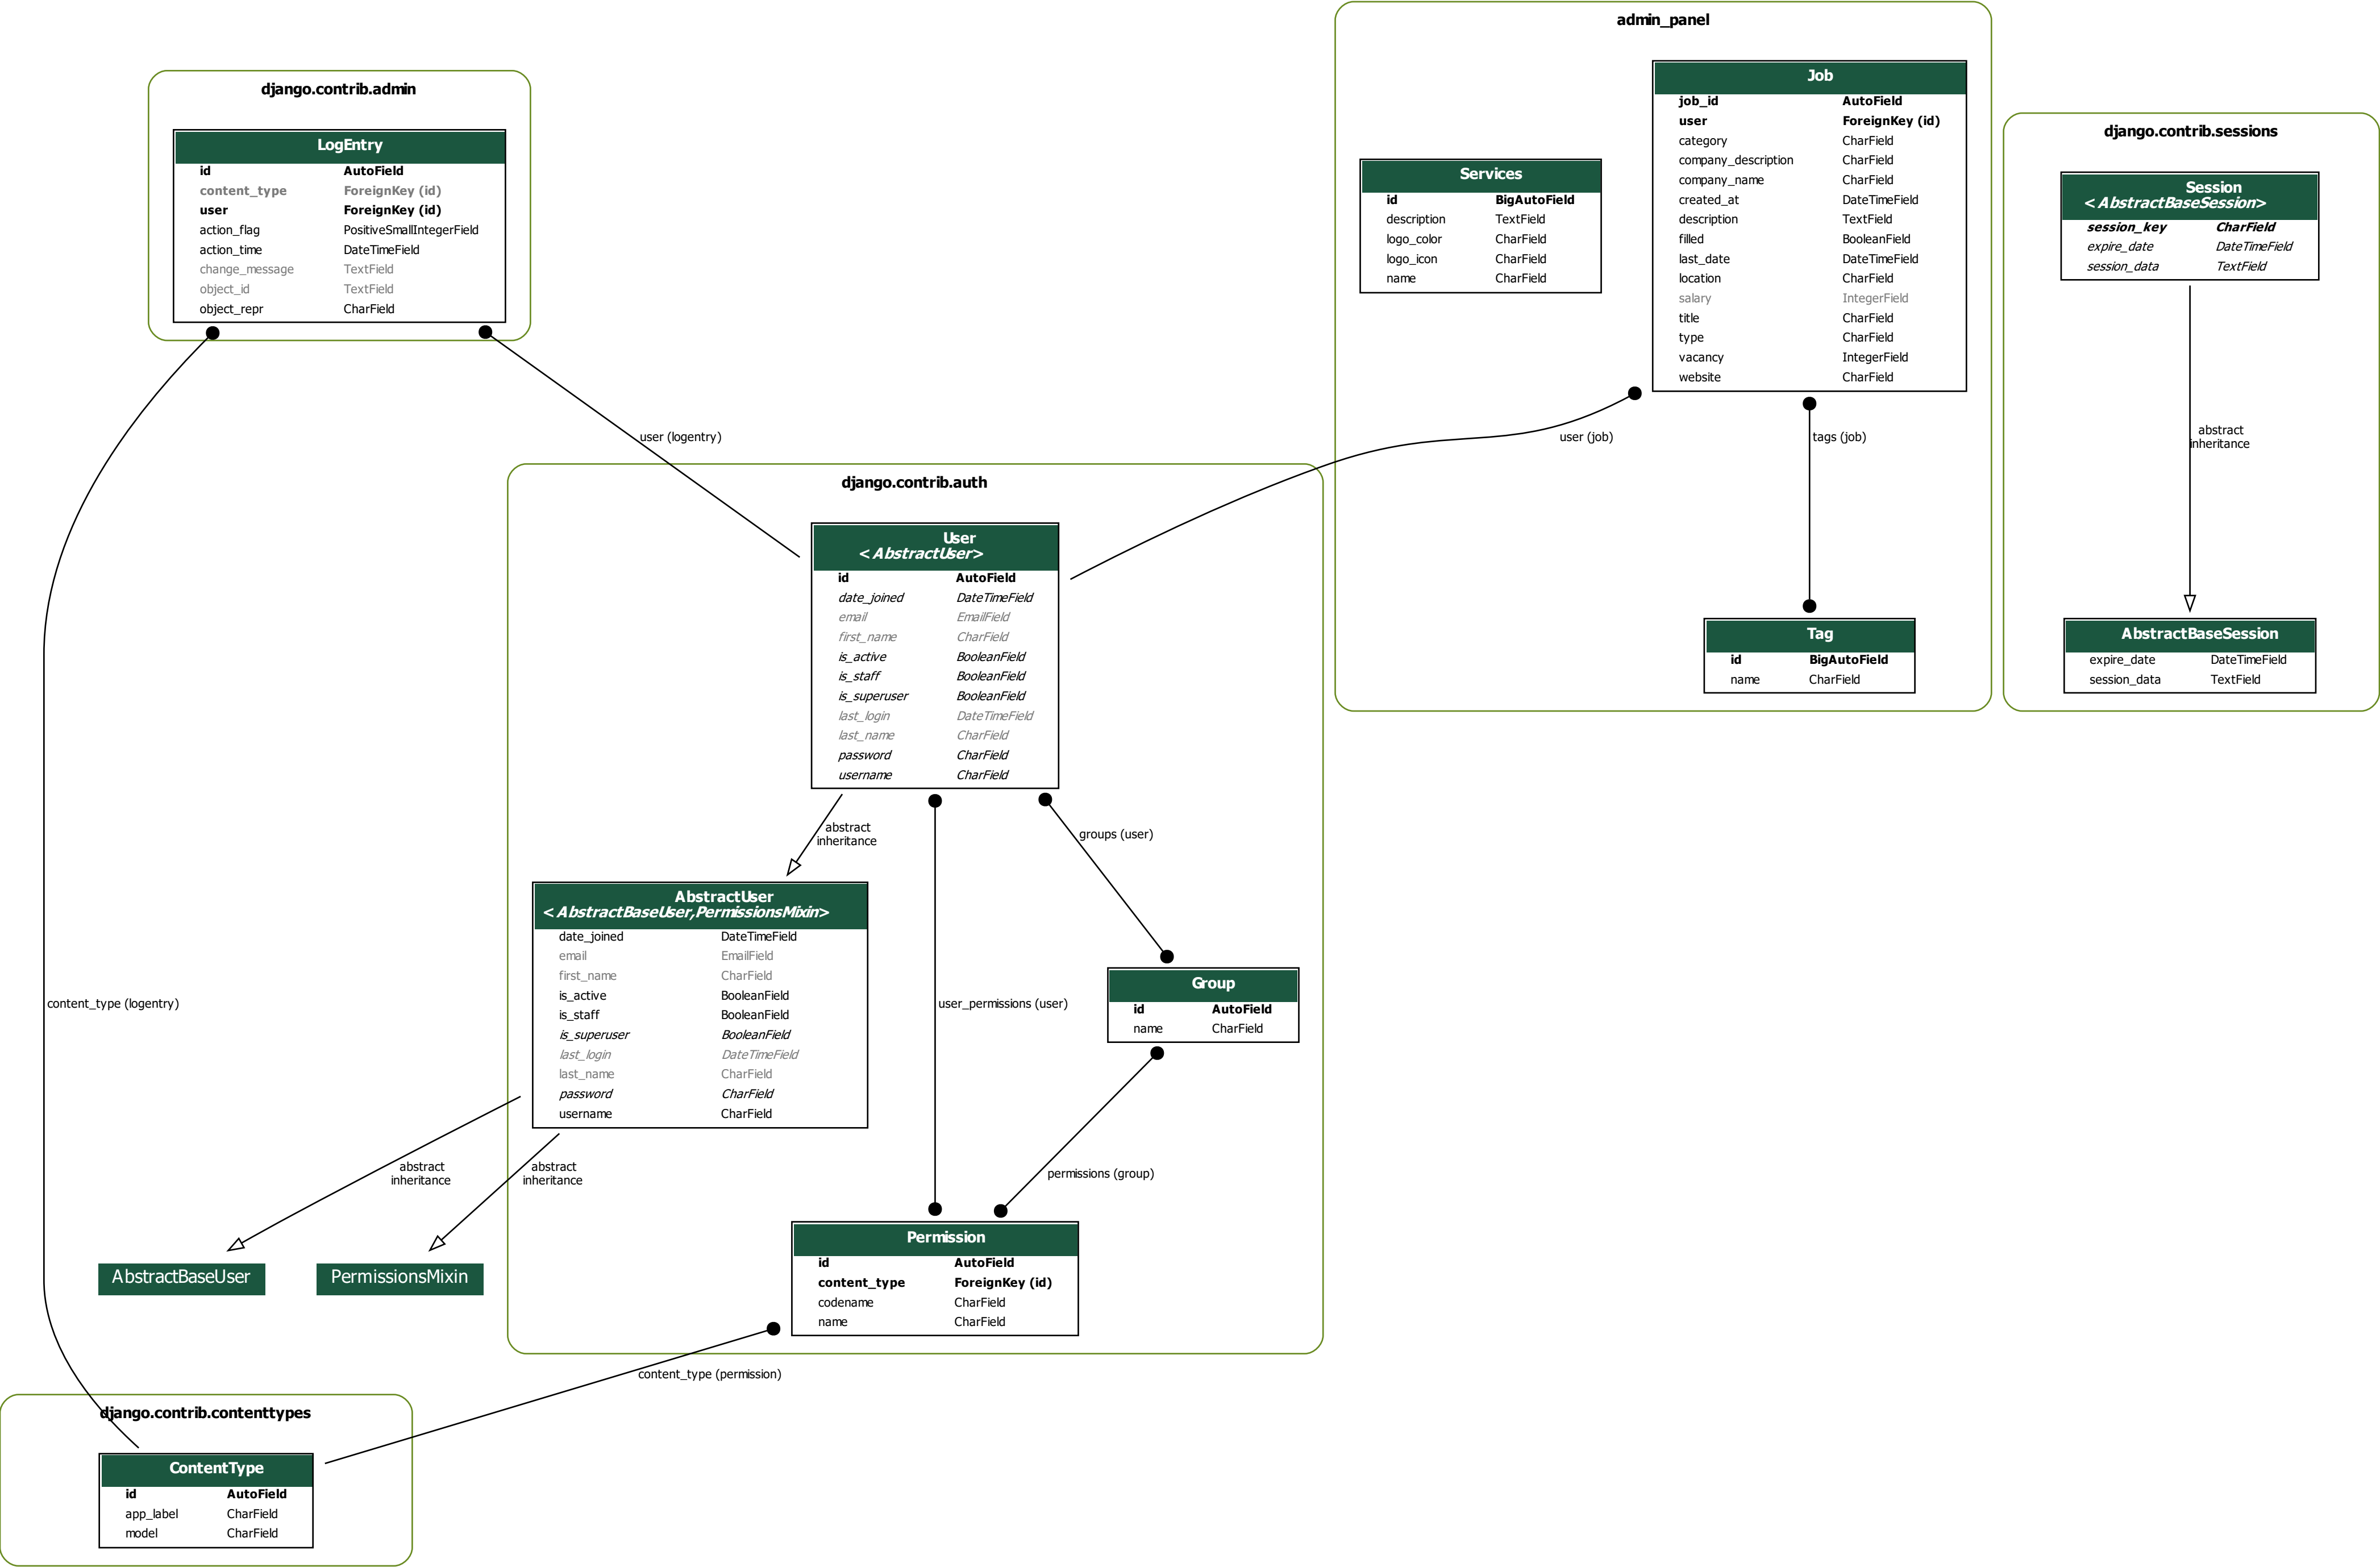 admin_panel
Job
job_id AutoField
user ForeignKey (id)
category CharField
company_description CharField
company_name CharField
created_at DateTimeField
description TextField
filled BooleanField
last_date DateTimeField
location CharField
salary IntegerField
title CharField
type CharField
vacancy IntegerField
website CharField
Services
id BigAutoField
description TextField
logo_color CharField
logo_icon CharField
name CharField
user (job)
tags (job)
Tag
id BigAutoField
name CharField
django.contrib.admin
LogEntry
id AutoField
content_type ForeignKey (id)
user ForeignKey (id)
action_flag PositiveSmallIntegerField
action_time DateTimeField
change_message TextField
object_id TextField
object_repr CharField
user (logentry)
content_type (logentry)
django.contrib.sessions
Session
<AbstractBaseSession>
session_key CharField
expire_date DateTimeField
session_data TextField
abstract
inheritance
AbstractBaseSession
expire_date DateTimeField
session_data TextField
django.contrib.auth
User
<AbstractUser>
id AutoField
date_joined DateTimeField
email EmailField
first_name CharField
is_active BooleanField
is_staff BooleanField
is_superuser BooleanField
last_login DateTimeField
last_name CharField
password CharField
username CharField
abstract
inheritance
groups (user)
user_permissions (user)
AbstractUser
<AbstractBaseUser,PermissionsMixin>
date_joined DateTimeField
email EmailField
first_name CharField
is_active BooleanField
is_staff BooleanField
is_superuser BooleanField
last_login DateTimeField
last_name CharField
password CharField
username CharField
Group
id AutoField
name CharField
permissions (group)
abstract
inheritance
abstract
inheritance
AbstractBaseUser
PermissionsMixin
Permission
id AutoField
content_type ForeignKey (id)
codename CharField
name CharField
content_type (permission)
django.contrib.contenttypes
ContentType
id AutoField
app_label CharField
model CharField